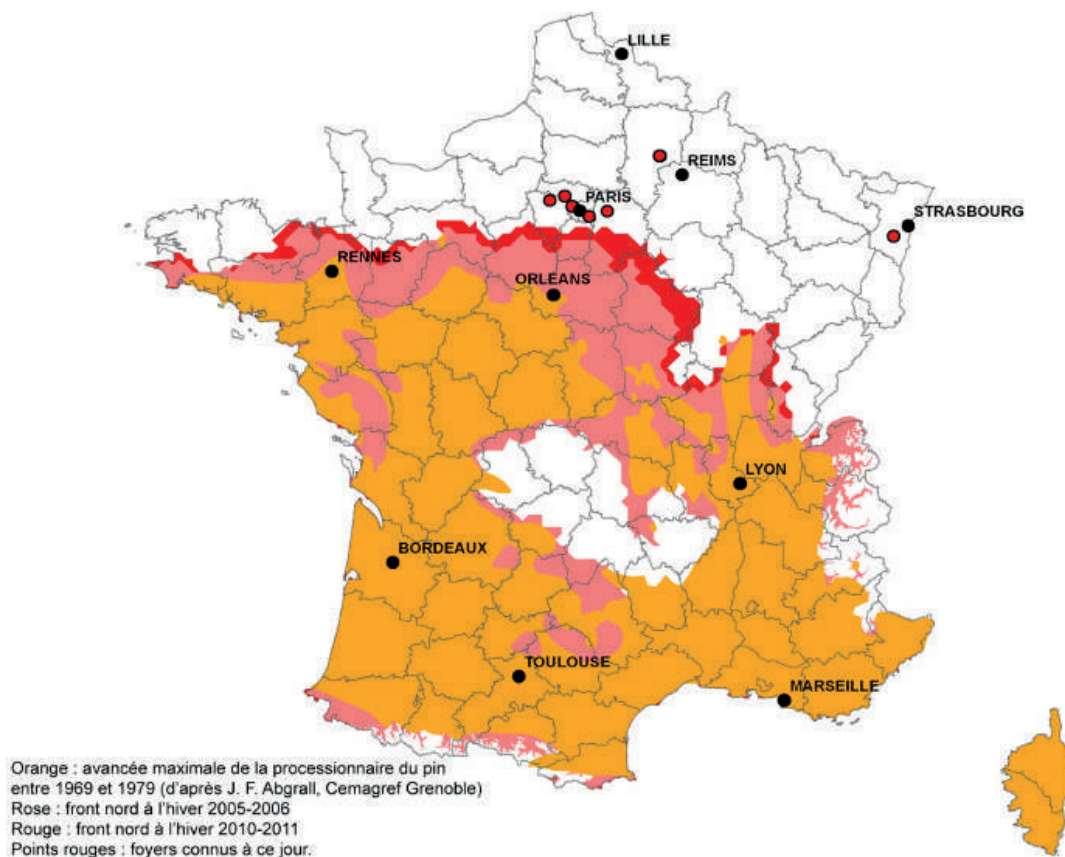 LILLE
REIMS
PARIS
STRASBOURG
RENNES
ORLEANS
LYON
BORDEAUX
TOULOUSE
MARSEILLE
Orange : avancée maximale de la processionnaire du pin
entre 1969 et 1979 (d'après J. F. Abgrall, Cemagref Grenoble)
Rose : front nord à l'hiver 2005-2006
Rouge : front nord à l'hiver 2010-2011
Points rouges : foyers connus à ce jour.